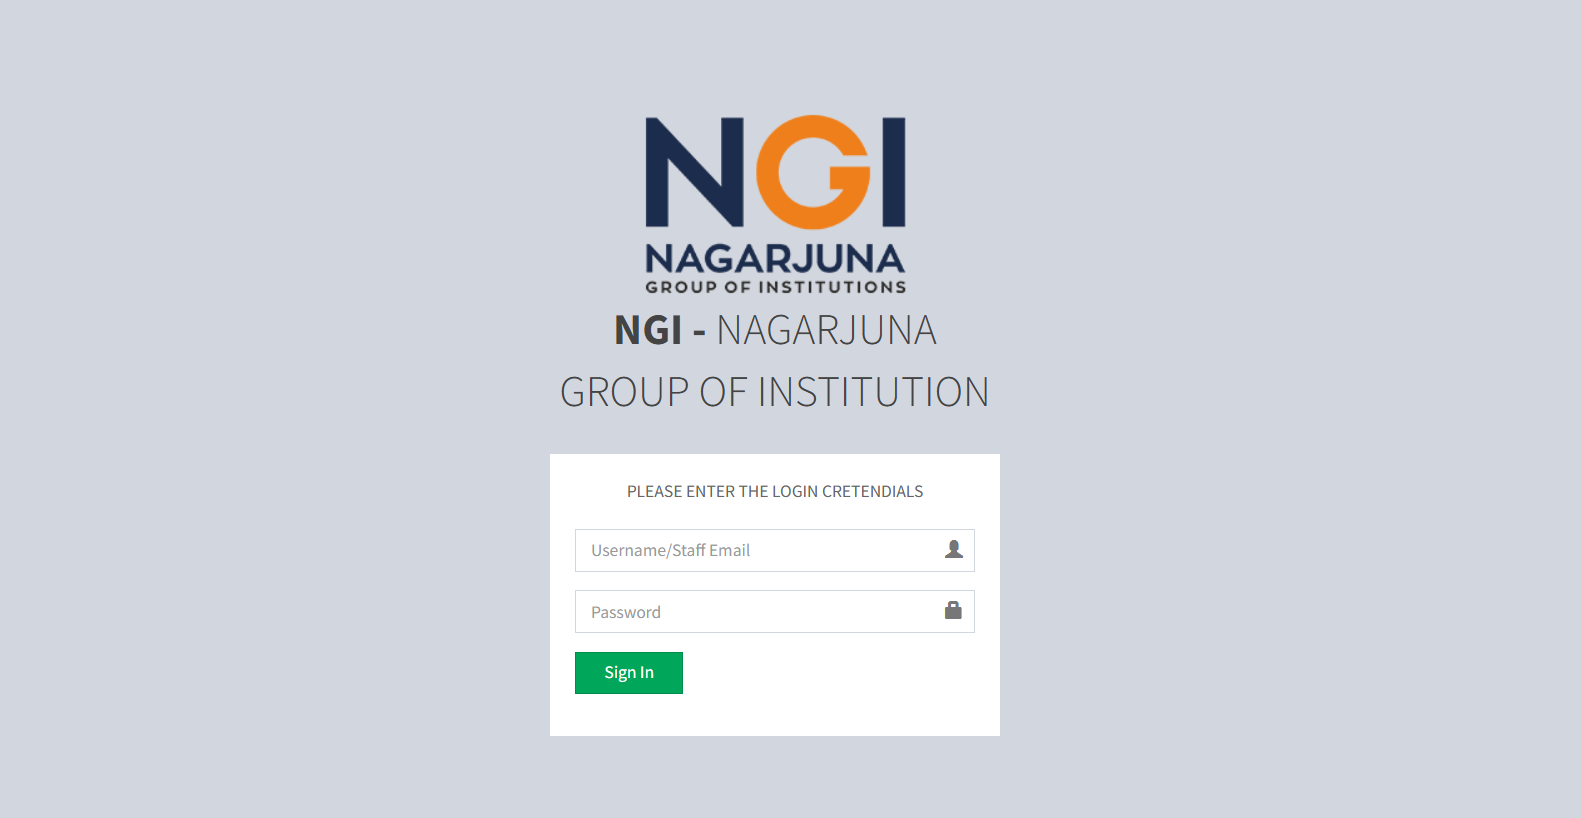 NGI
NAGARJUNA
GROUP OF INSTITUTIONS
NGI - NAGARJUNA
GROUP OF INSTITUTION
PLEASE ENTER THE LOGIN CRETENDIALS
Username/Staff Email
Password
Sign In